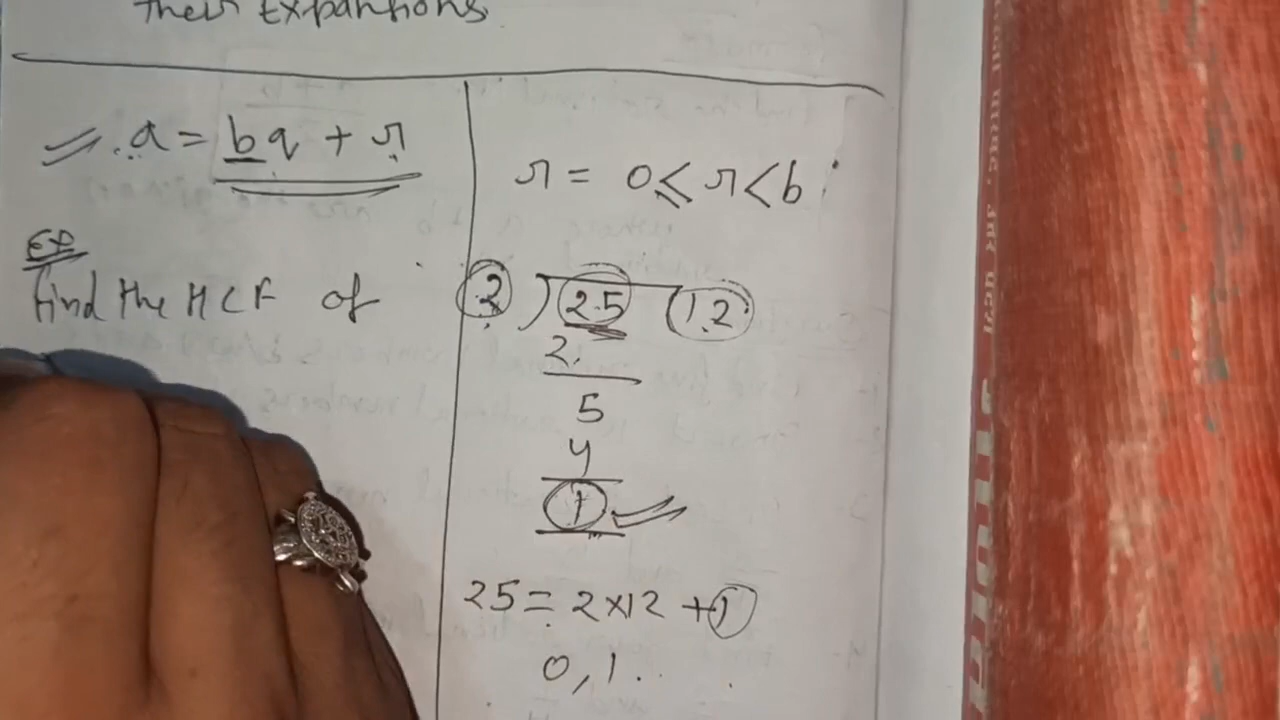 their Expantions
a = bq + r
r = 0 ≤ r < b
Ex
find the HCF of
2 ) 25 ( 12
2
5
4
1
25 = 2×12 + 1
0, 1